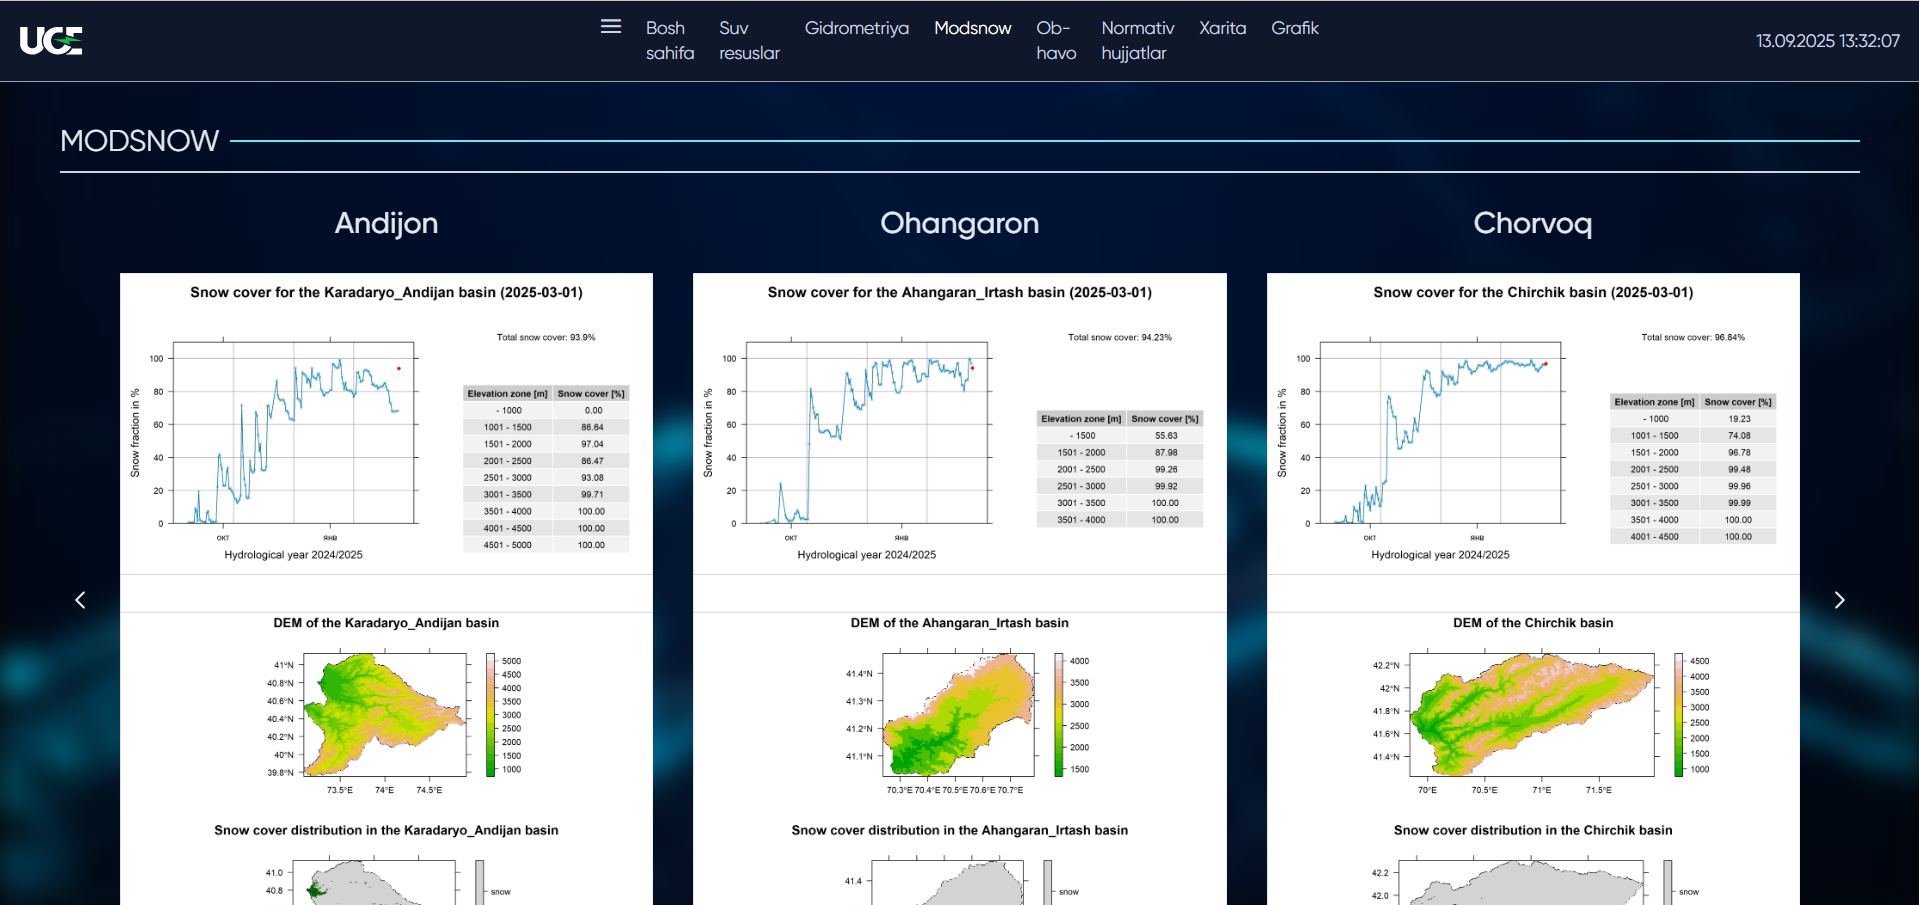 UCE
Bosh sahifa
Suv resuslar
Gidrometriya
Modsnow
Ob-havo
Normativ hujjatlar
Xarita
Grafik
13.09.2025 13:32:07
MODSNOW
Andijon
Snow cover for the Karadaryo_Andijan basin (2025-03-01)
Total snow cover: 93.9%
Snow fraction in %
100
80
60
40
20
0
окт
янв
Hydrological year 2024/2025
Elevation zone [m] Snow cover [%]
- 1000 0.00
1001 - 1500 86.64
1501 - 2000 97.04
2001 - 2500 86.47
2501 - 3000 93.08
3001 - 3500 99.71
3501 - 4000 100.00
4001 - 4500 100.00
4501 - 5000 100.00
DEM of the Karadaryo_Andijan basin
41°N
40.8°N
40.6°N
40.4°N
40.2°N
40°N
39.8°N
73.5°E 74°E 74.5°E
5000
4500
4000
3500
3000
2500
2000
1500
1000
Snow cover distribution in the Karadaryo_Andijan basin
41.0
40.8
snow
Ohangaron
Snow cover for the Ahangaran_Irtash basin (2025-03-01)
Total snow cover: 94.23%
Snow fraction in %
100
80
60
40
20
0
окт
янв
Hydrological year 2024/2025
Elevation zone [m] Snow cover [%]
- 1500 55.63
1501 - 2000 87.98
2001 - 2500 99.26
2501 - 3000 99.92
3001 - 3500 100.00
3501 - 4000 100.00
DEM of the Ahangaran_Irtash basin
41.4°N
41.3°N
41.2°N
41.1°N
70.3°E 70.4°E 70.5°E 70.6°E 70.7°E
4000
3500
3000
2500
2000
1500
Snow cover distribution in the Ahangaran_Irtash basin
41.4
snow
Chorvoq
Snow cover for the Chirchik basin (2025-03-01)
Total snow cover: 96.84%
Snow fraction in %
100
80
60
40
20
0
окт
янв
Hydrological year 2024/2025
Elevation zone [m] Snow cover [%]
- 1000 19.23
1001 - 1500 74.08
1501 - 2000 96.78
2001 - 2500 99.48
2501 - 3000 99.96
3001 - 3500 99.99
3501 - 4000 100.00
4001 - 4500 100.00
DEM of the Chirchik basin
42.2°N
42°N
41.8°N
41.6°N
41.4°N
70°E 70.5°E 71°E 71.5°E
4500
4000
3500
3000
2500
2000
1500
1000
Snow cover distribution in the Chirchik basin
42.2
42.0
snow